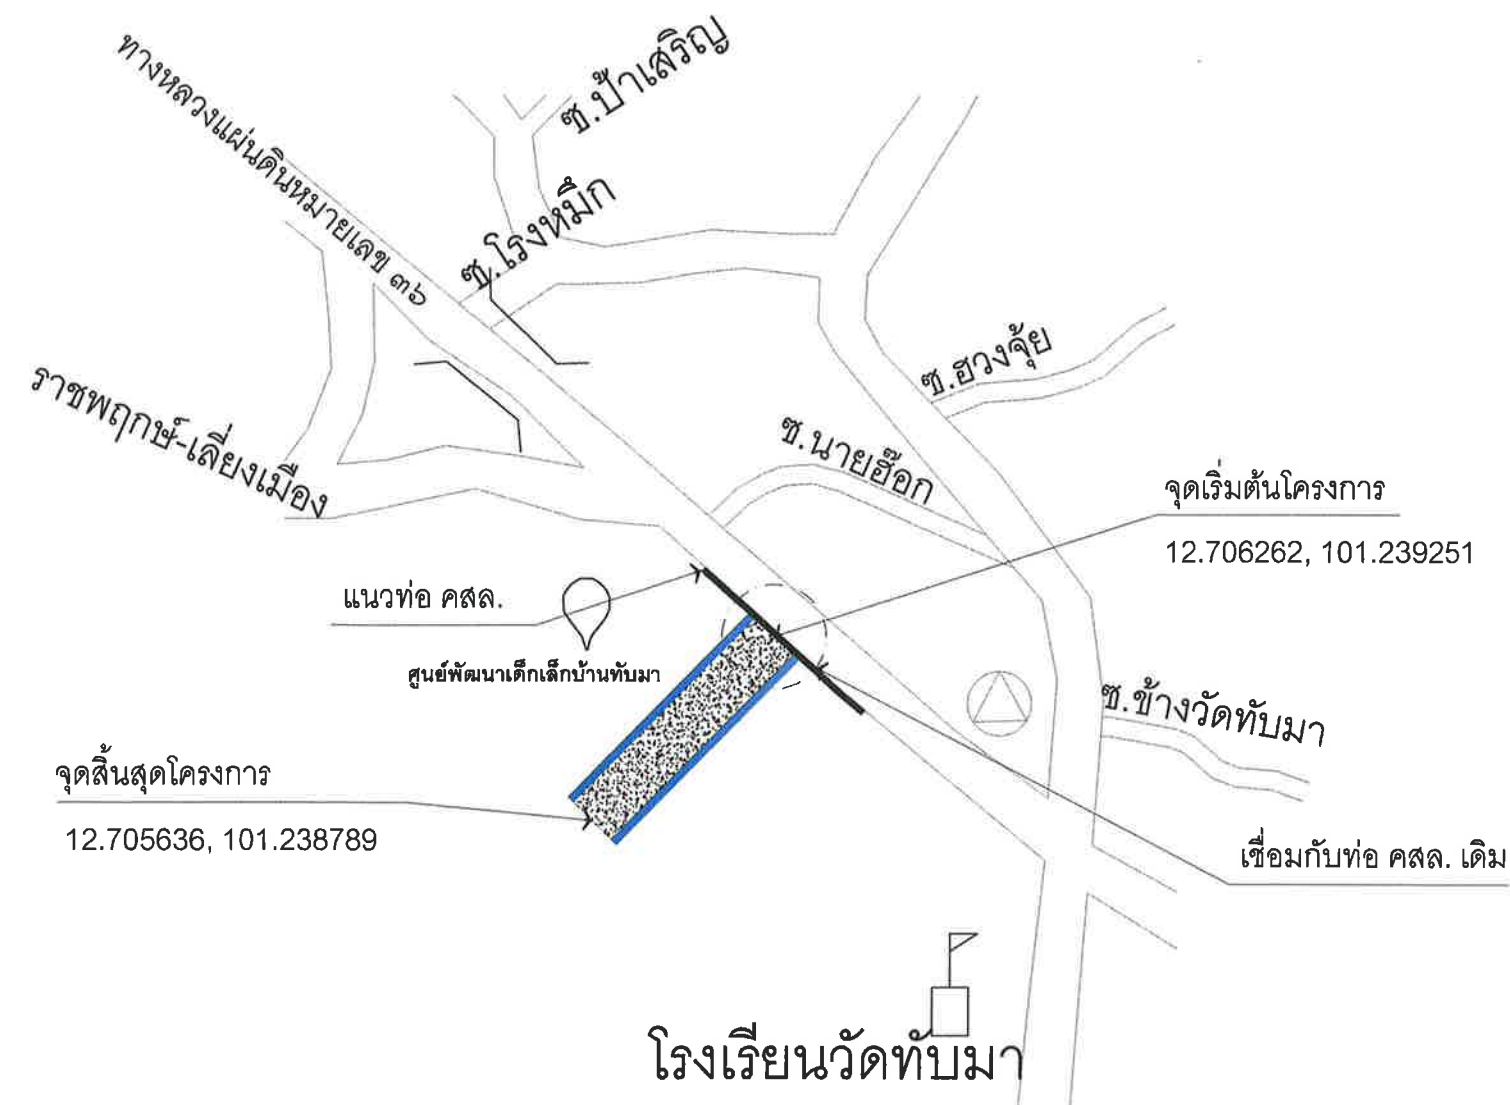 ทางหลวงแผ่นดินหมายเลข ๓๖
ซ.ป้าเสริญ
ซ.โรงหมึก
ราชพฤกษ์-เลี่ยงเมือง
ซ.ฮวงจุ้ย
ซ.นายฮ๊อก
จุดเริ่มต้นโครงการ
12.706262, 101.239251
แนวท่อ คสล.
ศูนย์พัฒนาเด็กเล็กบ้านทับมา
ซ.ข้างวัดทับมา
จุดสิ้นสุดโครงการ
12.705636, 101.238789
เชื่อมกับท่อ คสล. เดิม
โรงเรียนวัดทับมา